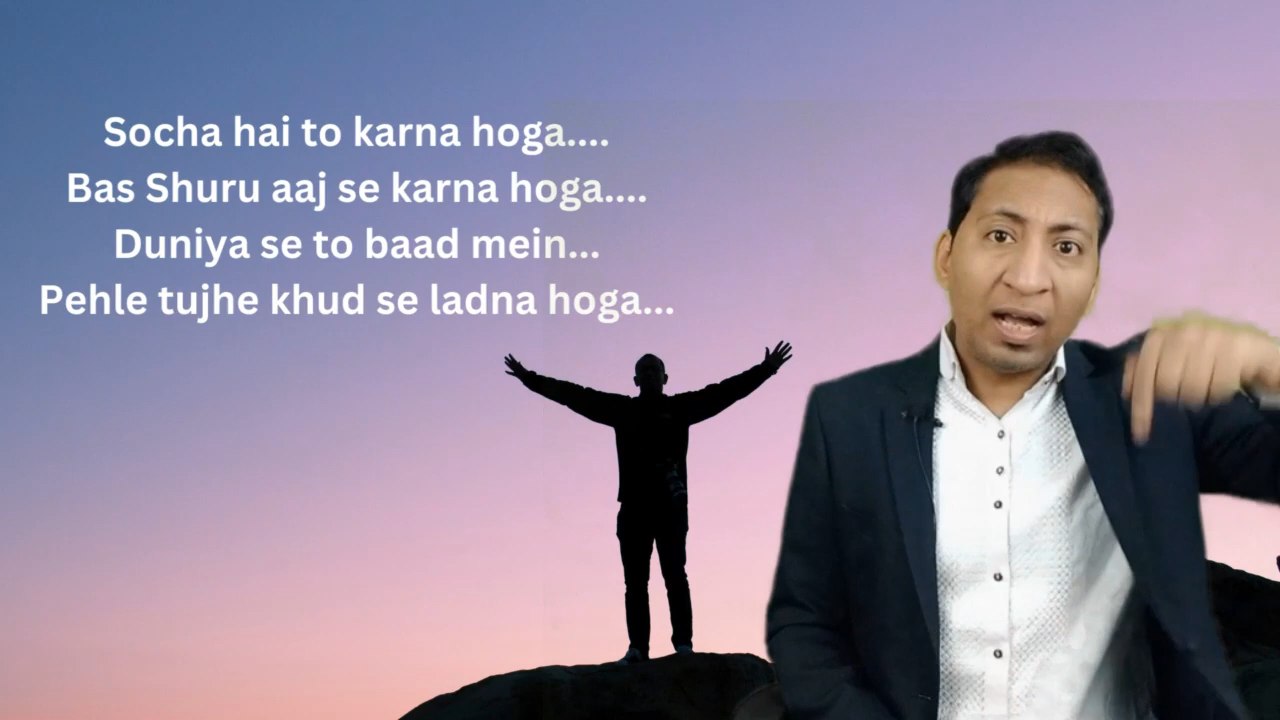 Socha hai to karna hoga....
Bas Shuru aaj se karna hoga....
Duniya se to baad mein...
Pehle tujhe khud se ladna hoga...